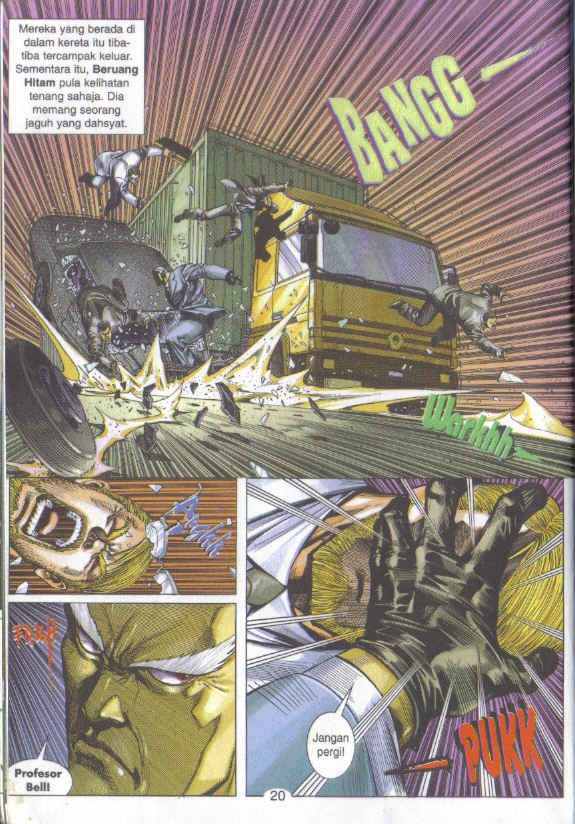 Mereka yang berada di
dalam kereta itu tiba-
tiba tercampak keluar.
Sementara itu, Beruang
Hitam pula kelihatan
tenang sahaja. Dia
memang seorang
jaguh yang dahsyat.
BANGG
Warkhh
Profesor
Bell!
Jangan
pergi!
PUKK
20